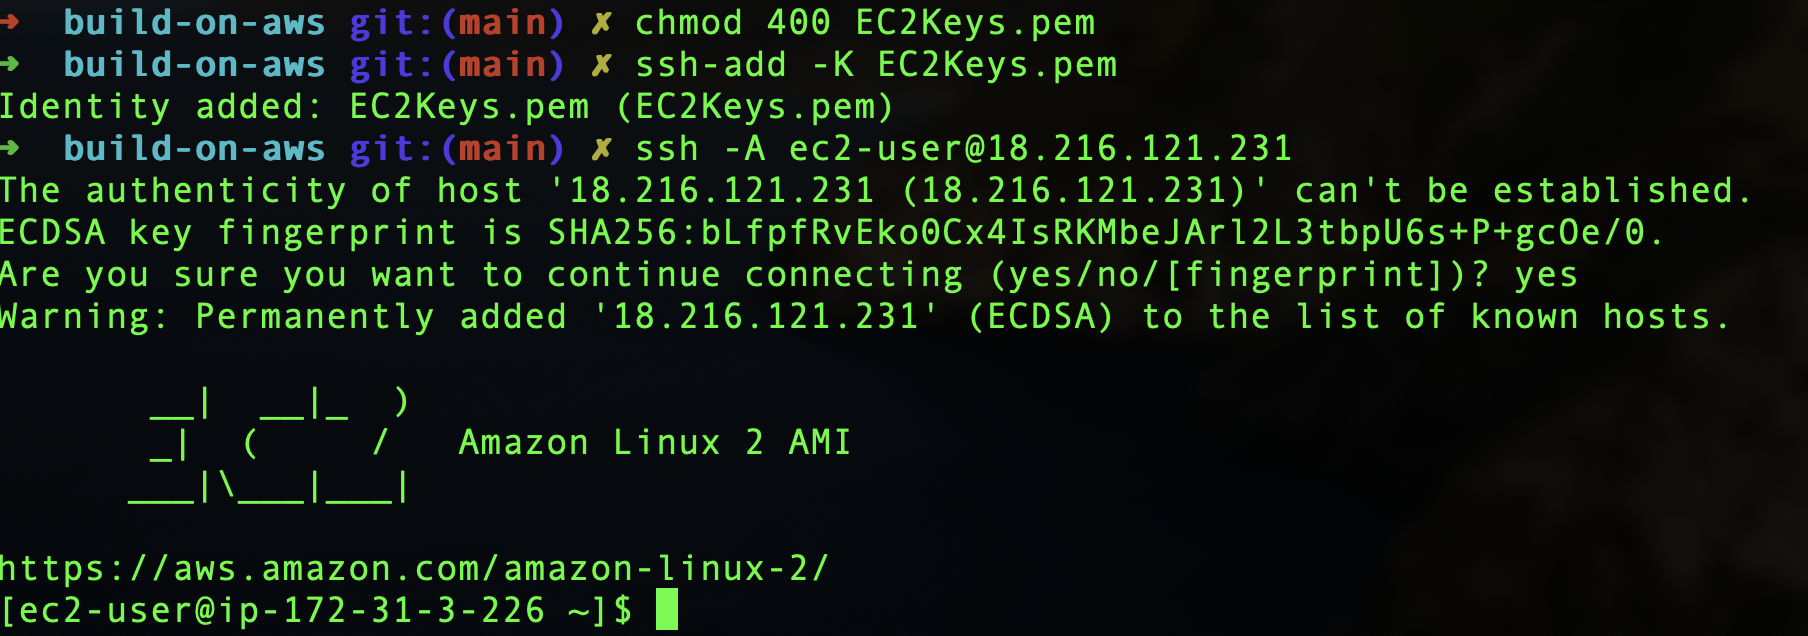 ➜  build-on-aws git:(main) ✗ chmod 400 EC2Keys.pem
➜  build-on-aws git:(main) ✗ ssh-add -K EC2Keys.pem
Identity added: EC2Keys.pem (EC2Keys.pem)
➜  build-on-aws git:(main) ✗ ssh -A ec2-user@18.216.121.231
The authenticity of host '18.216.121.231 (18.216.121.231)' can't be established.
ECDSA key fingerprint is SHA256:bLfpfRvEko0Cx4IsRKMbeJArl2L3tbpU6s+P+gcOe/0.
Are you sure you want to continue connecting (yes/no/[fingerprint])? yes
Warning: Permanently added '18.216.121.231' (ECDSA) to the list of known hosts.

       __|  __|_  )
       _|  (     /   Amazon Linux 2 AMI
      ___|\___|___|

https://aws.amazon.com/amazon-linux-2/
[ec2-user@ip-172-31-3-226 ~]$